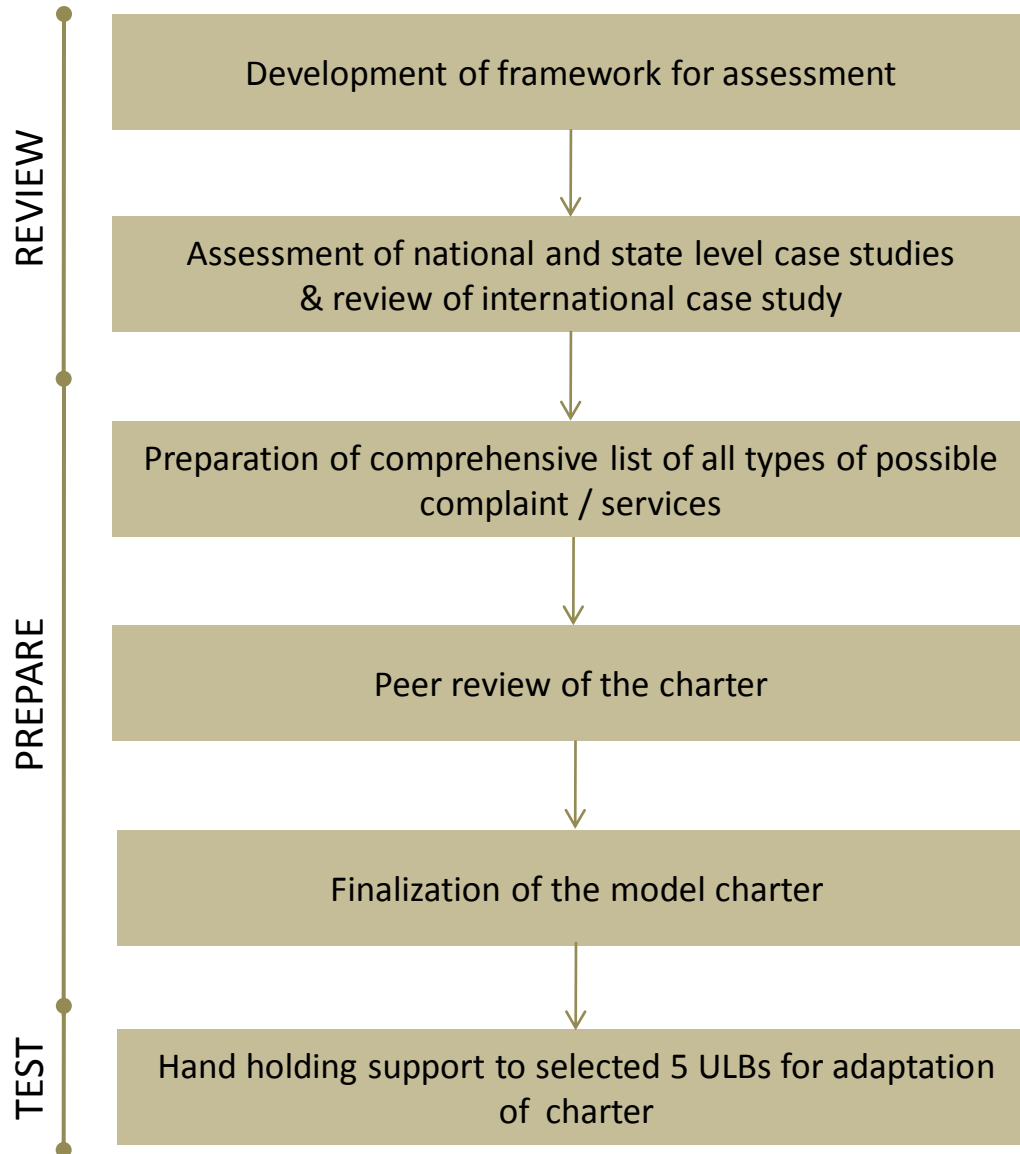 REVIEW
Development of framework for assessment
Assessment of national and state level case studies
& review of international case study
PREPARE
Preparation of comprehensive list of all types of possible
complaint / services
Peer review of the charter
Finalization of the model charter
TEST
Hand holding support to selected 5 ULBs for adaptation
of charter